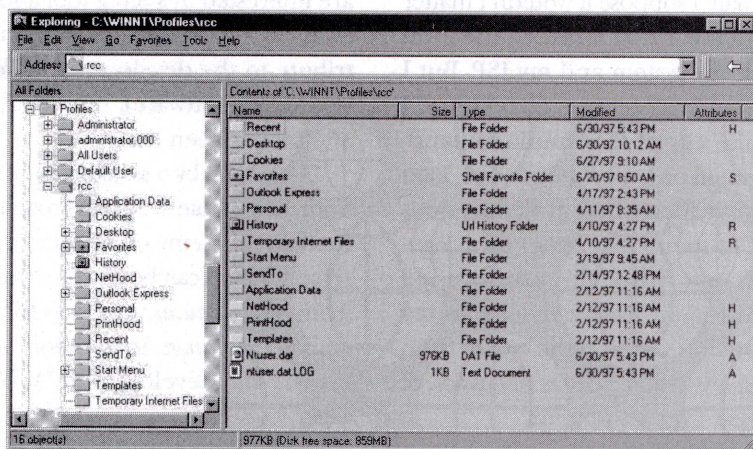 Exploring - C:\WINNT\Profiles\rcc
File Edit View Go Favorites Tools Help
Address rcc
All Folders
Contents of 'C:\WINNT\Profiles\rcc'
Profiles
Administrator
administrator.000
All Users
Default User
rcc
Application Data
Cookies
Desktop
Favorites
History
NetHood
Outlook Express
Personal
PrintHood
Recent
SendTo
Start Menu
Templates
Temporary Internet Files
Name Size Type Modified Attributes
Recent File Folder 6/30/97 5:43 PM H
Desktop File Folder 6/30/97 10:12 AM
Cookies File Folder 6/27/97 9:10 AM
Favorites Shell Favorite Folder 6/20/97 8:50 AM S
Outlook Express File Folder 4/17/97 2:43 PM
Personal File Folder 4/11/97 8:35 AM
History Url History Folder 4/10/97 4:27 PM R
Temporary Internet Files File Folder 4/10/97 4:27 PM R
Start Menu File Folder 3/19/97 9:45 AM
SendTo File Folder 2/14/97 12:48 PM
Application Data File Folder 2/12/97 11:16 AM
NetHood File Folder 2/12/97 11:16 AM H
PrintHood File Folder 2/12/97 11:16 AM H
Templates File Folder 2/12/97 11:16 AM H
Ntuser.dat 976KB DAT File 6/30/97 5:43 PM A
ntuser.dat.LOG 1KB Text Document 6/30/97 5:43 PM A
16 object(s)
977KB (Disk free space: 859MB)